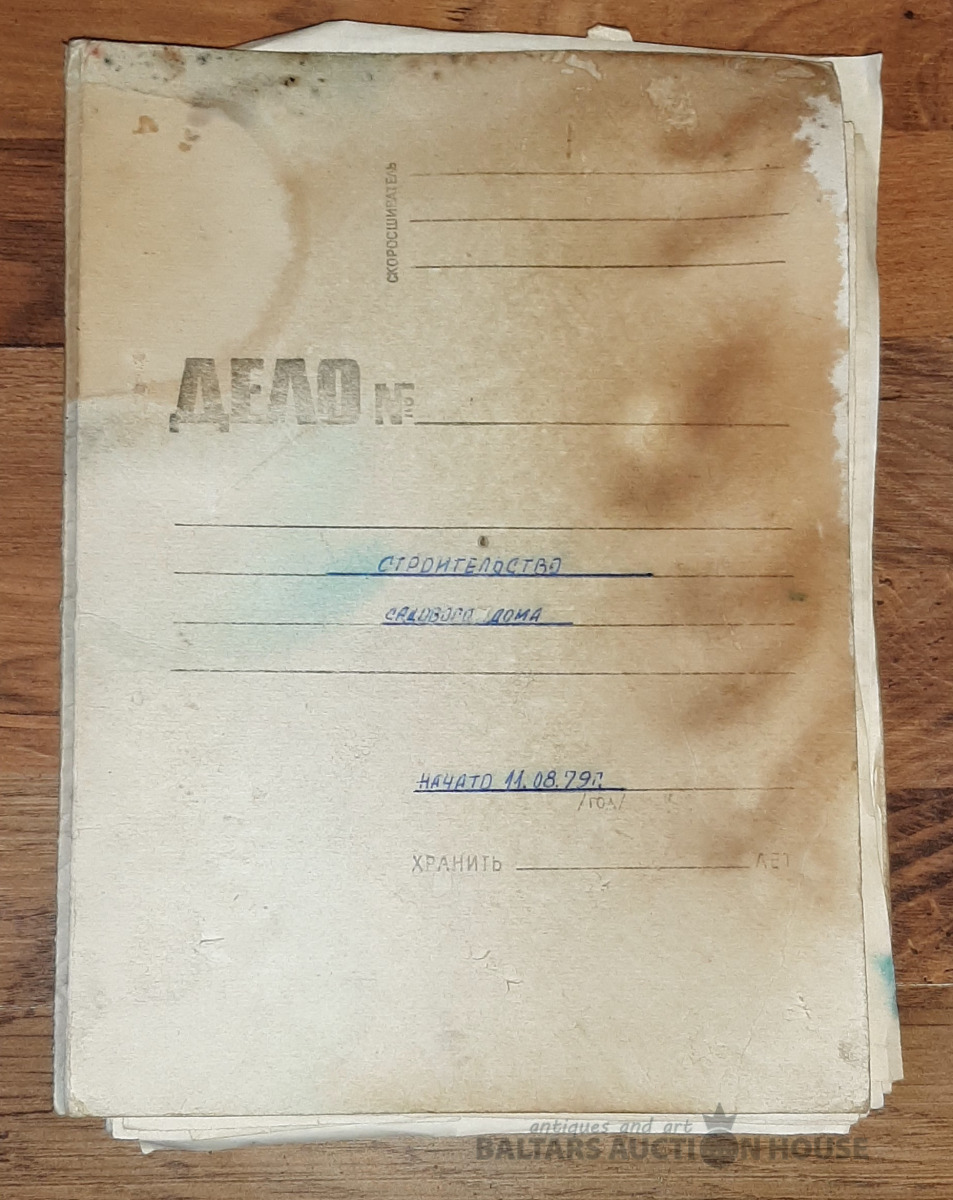 СКОРОСШИВАТЕЛЬ
ДЕЛО №
СТРОИТЕЛЬСТВО
САДОВОГО ДОМА
НАЧАТО 11.08.79Г.
/ГОД/
ХРАНИТЬ ЛЕТ
antiques and art
BALTARS AUCTION HOUSE